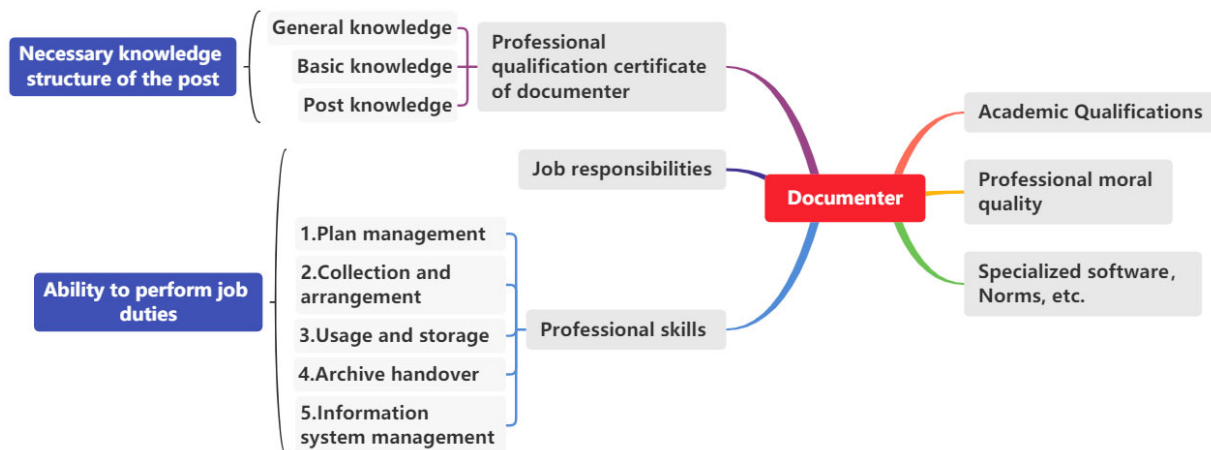 Necessary knowledge
structure of the post
General knowledge
Basic knowledge
Post knowledge
Professional
qualification certificate
of documenter
Job responsibilities
Ability to perform job
duties
1.Plan management
2.Collection and
arrangement
3.Usage and storage
4.Archive handover
5.Information
system management
Professional skills
Documenter
Academic Qualifications
Professional moral
quality
Specialized software,
Norms, etc.